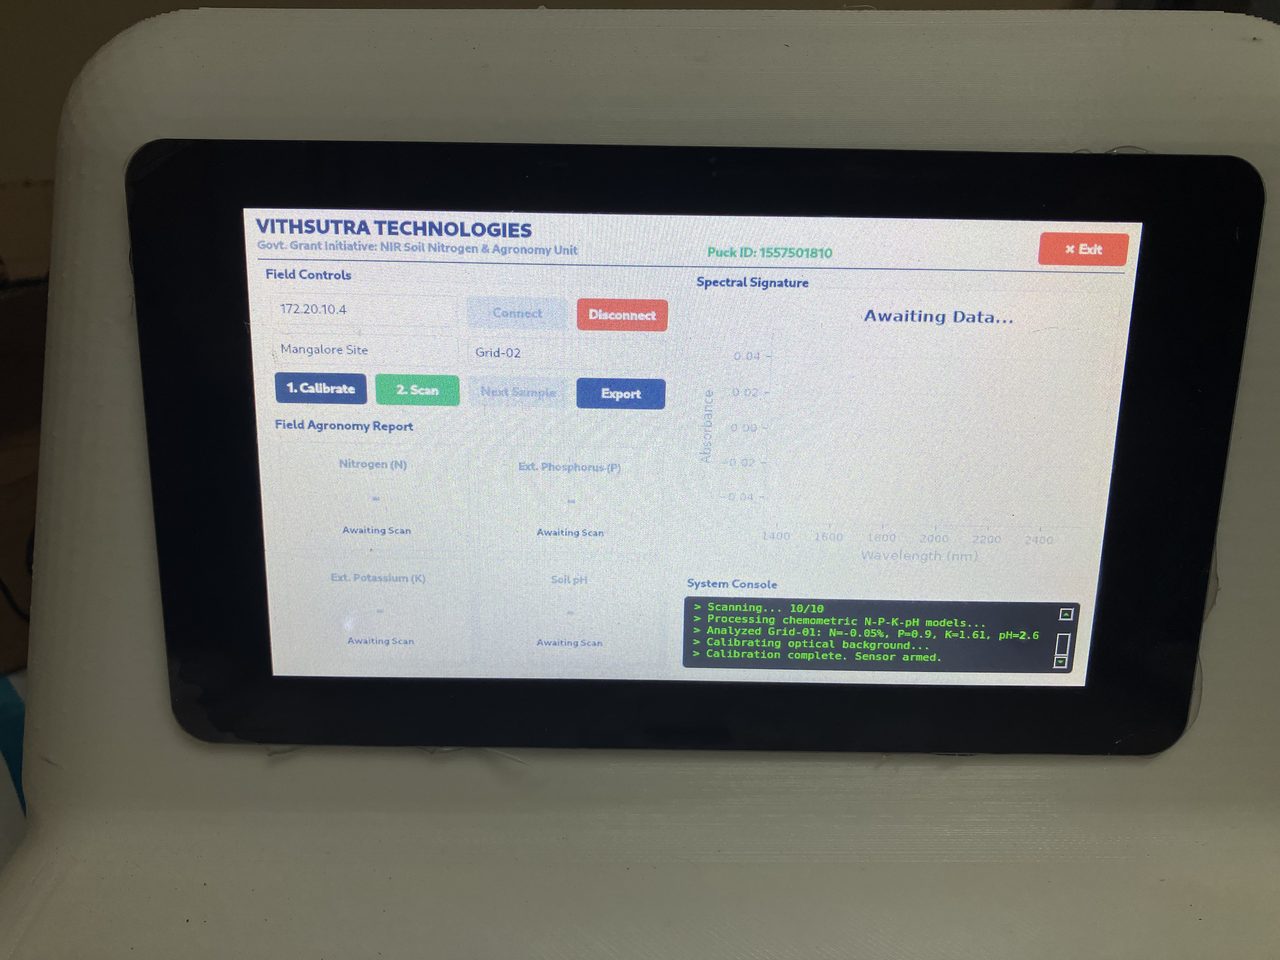 VITHSUTRA TECHNOLOGIES
Govt. Grant Initiative: NIR Soil Nitrogen & Agronomy Unit
Puck ID: 1557501810
× Exit
Field Controls
172.20.10.4
Connect
Disconnect
Mangalore Site
Grid-02
1. Calibrate
2. Scan
Next Sample
Export
Field Agronomy Report
Nitrogen (N)
--
Awaiting Scan
Ext. Phosphorus (P)
--
Awaiting Scan
Ext. Potassium (K)
--
Awaiting Scan
Soil pH
--
Awaiting Scan
Spectral Signature
Awaiting Data...
Absorbance
0.04
0.02
0.00
-0.02
-0.04
1400 1600 1800 2000 2200 2400
Wavelength (nm)
System Console
> Scanning... 10/10
> Processing chemometric N-P-K-pH models...
> Analyzed Grid-01: N=-0.05%, P=0.9, K=1.61, pH=2.6
> Calibrating optical background...
> Calibration complete. Sensor armed.